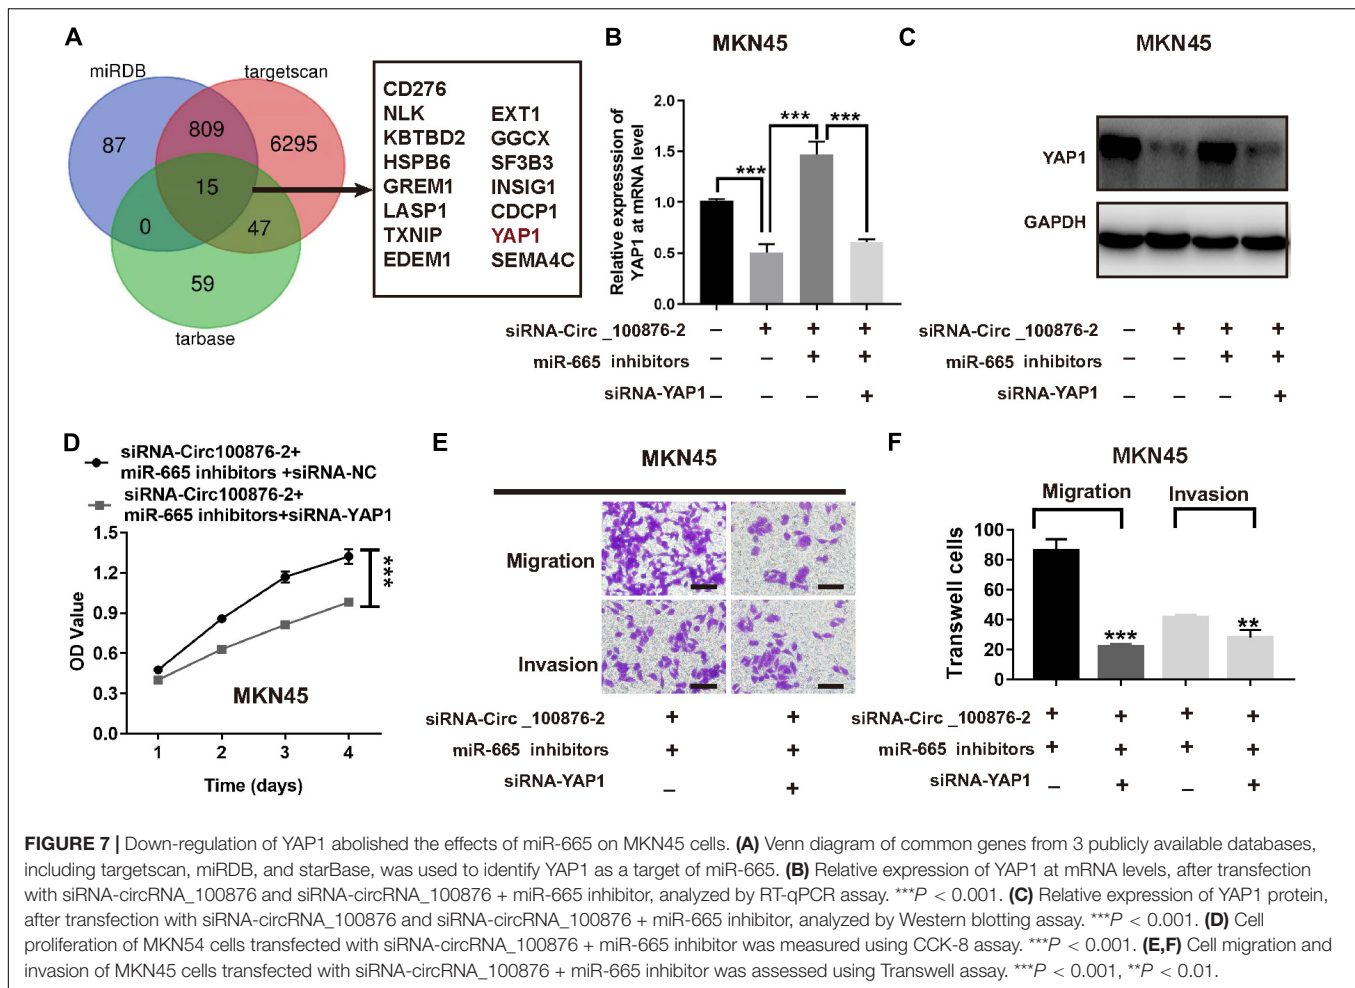 A
miRDB
targetscan
87
809
6295
15
0
47
59
tarbase
CD276
NLK EXT1
KBTBD2 GGCX
HSPB6 SF3B3
GREM1 INSIG1
LASP1 CDCP1
TXNIP YAP1
EDEM1 SEMA4C
B
MKN45
Relative expresssion of
YAP1 at mRNA level
2.0
1.5
1.0
0.5
0.0
*** *** ***
siRNA-Circ _100876-2 – + + +
miR-665 inhibitors – – + +
siRNA-YAP1 – – – +
C
MKN45
YAP1
GAPDH
siRNA-Circ _100876-2 – + + +
miR-665 inhibitors – – + +
siRNA-YAP1 – – – +
D
siRNA-Circ100876-2+
miR-665 inhibitors +siRNA-NC
siRNA-Circ100876-2+
miR-665 inhibitors+siRNA-YAP1
OD Value
1.5
1.2
0.9
0.6
0.3
0.0
***
MKN45
1 2 3 4
Time (days)
E
MKN45
Migration
Invasion
siRNA-Circ _100876-2 + +
miR-665 inhibitors + +
siRNA-YAP1 – +
F
MKN45
Migration Invasion
Transwell cells
100
80
60
40
20
0
*** **
siRNA-Circ _100876-2 + + + +
miR-665 inhibitors + + + +
siRNA-YAP1 – + – +
FIGURE 7 | Down-regulation of YAP1 abolished the effects of miR-665 on MKN45 cells. (A) Venn diagram of common genes from 3 publicly available databases,
including targetscan, miRDB, and starBase, was used to identify YAP1 as a target of miR-665. (B) Relative expression of YAP1 at mRNA levels, after transfection
with siRNA-circRNA_100876 and siRNA-circRNA_100876 + miR-665 inhibitor, analyzed by RT-qPCR assay. ***P < 0.001. (C) Relative expression of YAP1 protein,
after transfection with siRNA-circRNA_100876 and siRNA-circRNA_100876 + miR-665 inhibitor, analyzed by Western blotting assay. ***P < 0.001. (D) Cell
proliferation of MKN54 cells transfected with siRNA-circRNA_100876 + miR-665 inhibitor was measured using CCK-8 assay. ***P < 0.001. (E,F) Cell migration and
invasion of MKN45 cells transfected with siRNA-circRNA_100876 + miR-665 inhibitor was assessed using Transwell assay. ***P < 0.001, **P < 0.01.